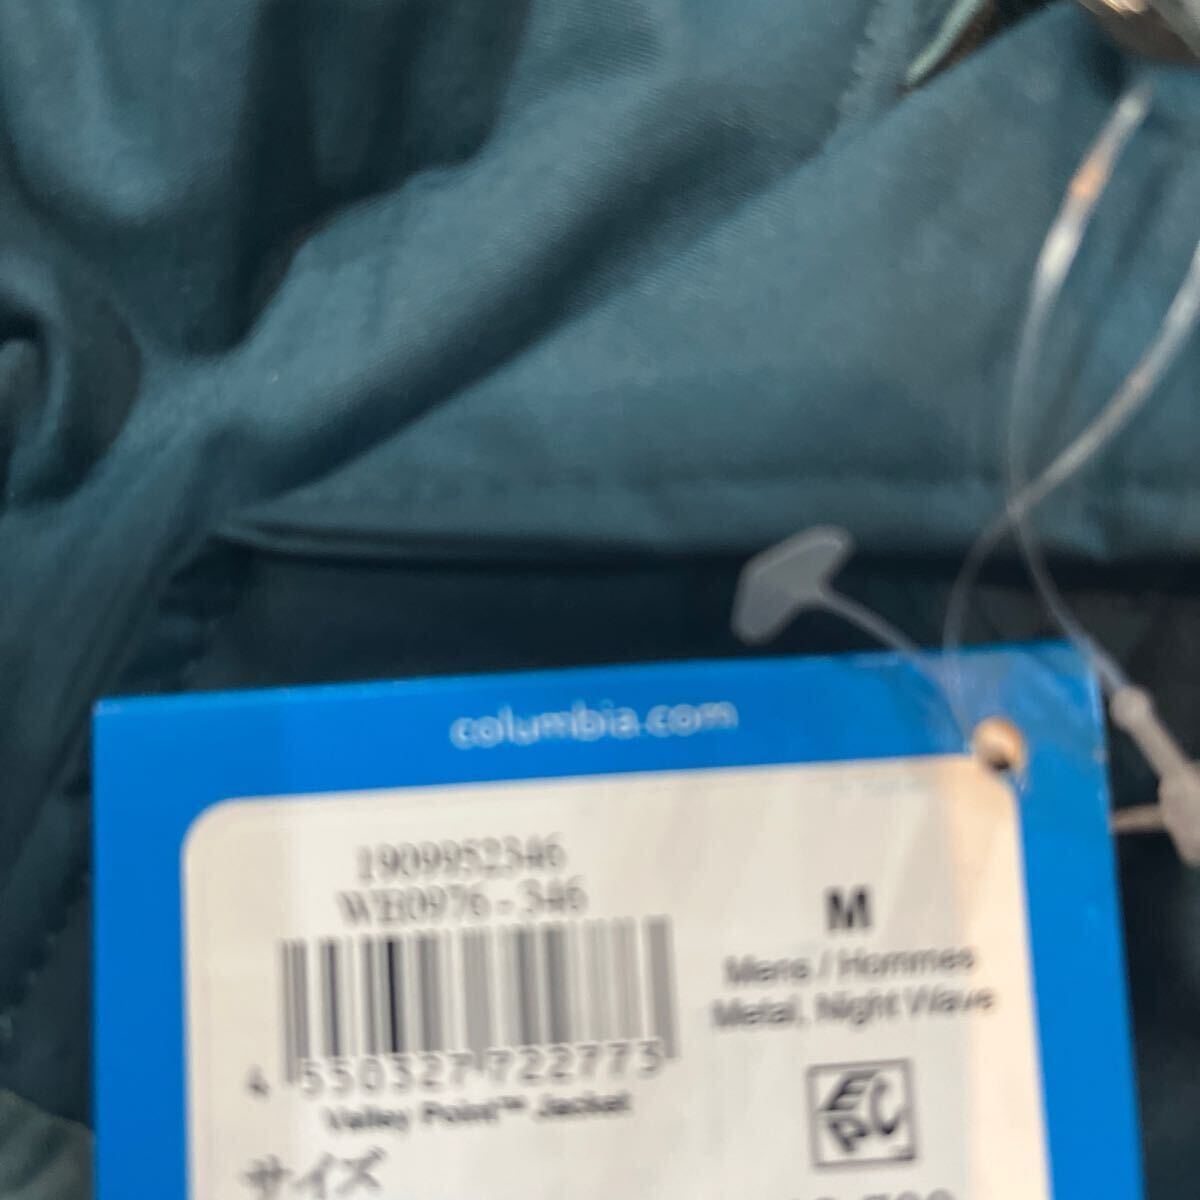 columbia.com
1909952346
WE0976-346
M
Mens / Hommes
Metal, Night Wave
4 550327 722773
Valley Point™ Jacket
EPC
サイズ